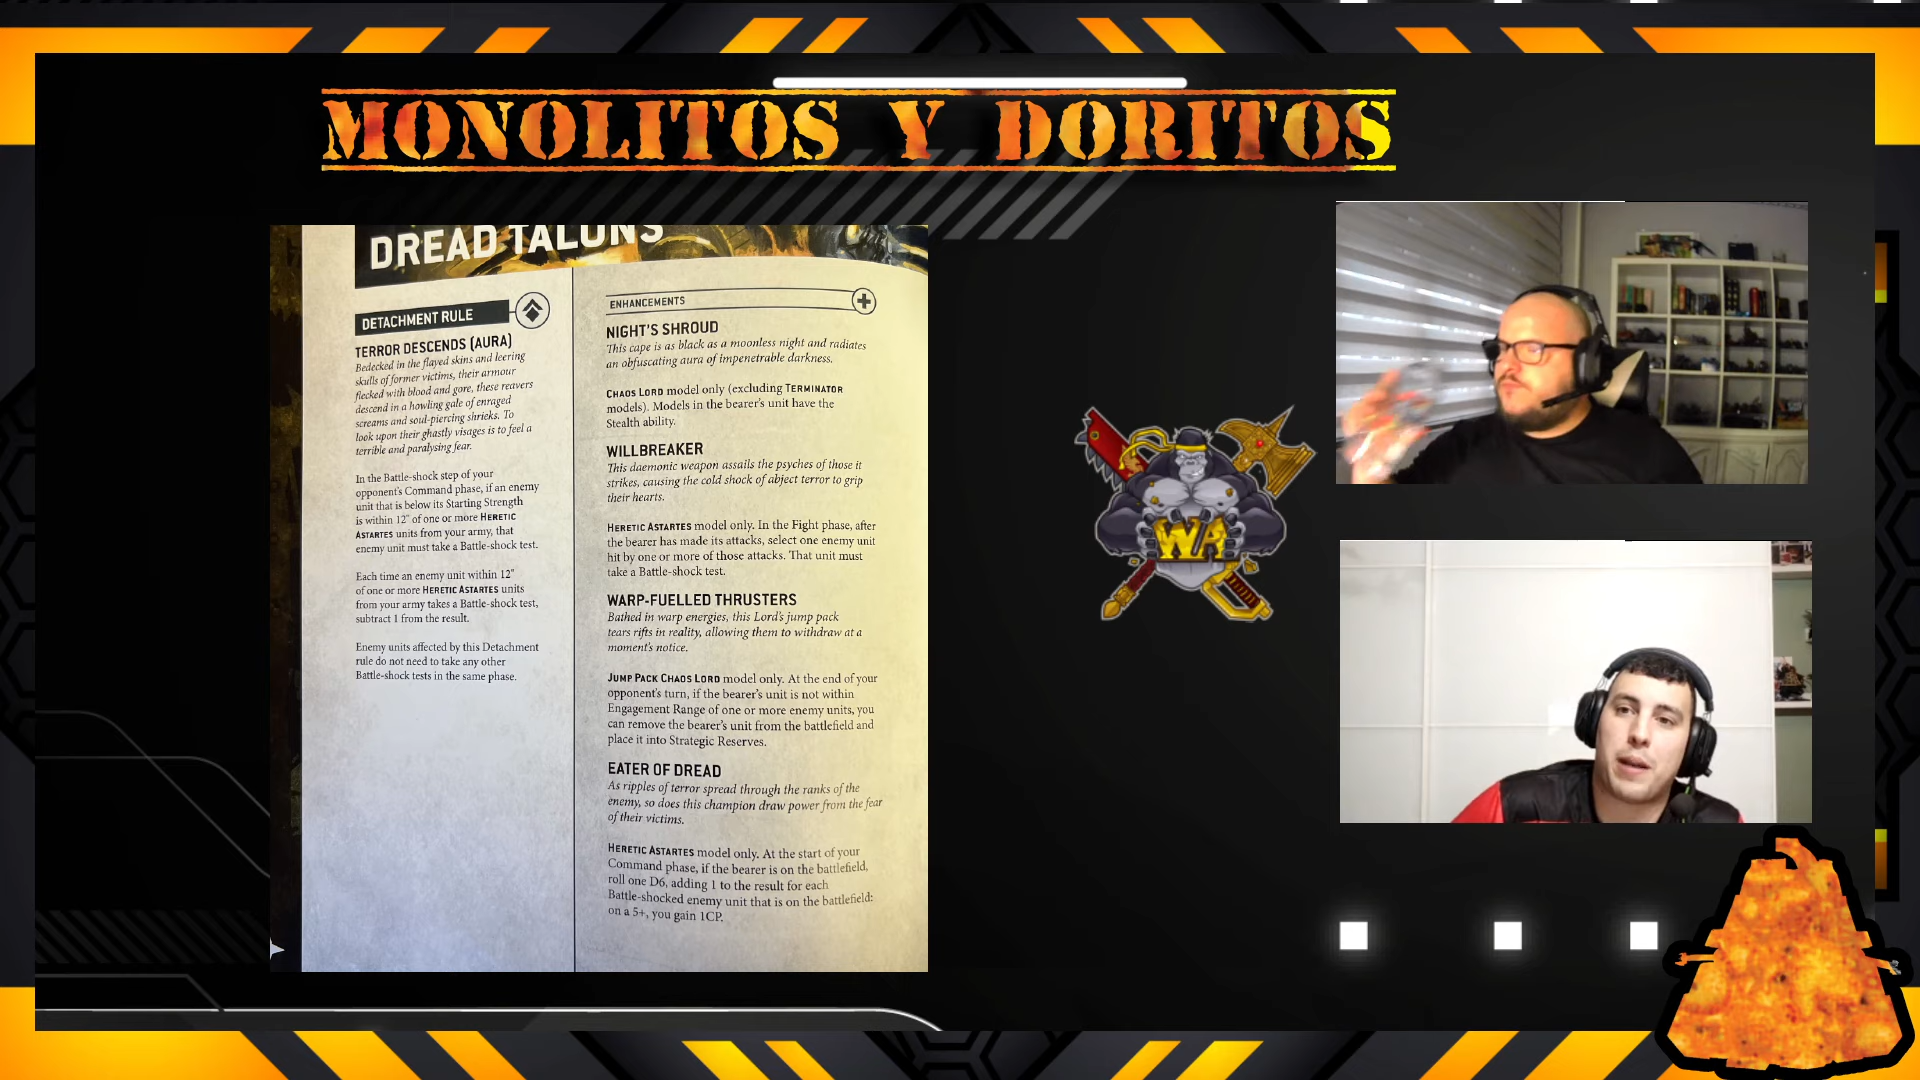 MONOLITOS Y DORITOS
DREAD TALONS
DETACHMENT RULE
TERROR DESCENDS (AURA)
Bedecked in the flayed skins and leering
skulls of former victims, their armour
flecked with blood and gore, these reavers
descend in a howling gale of enraged
screams and soul-piercing shrieks. To
look upon their ghastly visages is to feel a
terrible and paralysing fear.
In the Battle-shock step of your
opponent's Command phase, if an enemy
unit that is below its Starting Strength
is within 12" of one or more HERETIC
ASTARTES units from your army, that
enemy unit must take a Battle-shock test.
Each time an enemy unit within 12"
of one or more HERETIC ASTARTES units
from your army takes a Battle-shock test,
subtract 1 from the result.
Enemy units affected by this Detachment
rule do not need to take any other
Battle-shock tests in the same phase.
ENHANCEMENTS
NIGHT'S SHROUD
This cape is as black as a moonless night and radiates
an obfuscating aura of impenetrable darkness.
CHAOS LORD model only (excluding TERMINATOR
models). Models in the bearer's unit have the
Stealth ability.
WILLBREAKER
This daemonic weapon assails the psyches of those it
strikes, causing the cold shock of abject terror to grip
their hearts.
HERETIC ASTARTES model only. In the Fight phase, after
the bearer has made its attacks, select one enemy unit
hit by one or more of those attacks. That unit must
take a Battle-shock test.
WARP-FUELLED THRUSTERS
Bathed in warp energies, this Lord's jump pack
tears rifts in reality, allowing them to withdraw at a
moment's notice.
JUMP PACK CHAOS LORD model only. At the end of your
opponent's turn, if the bearer's unit is not within
Engagement Range of one or more enemy units, you
can remove the bearer's unit from the battlefield and
place it into Strategic Reserves.
EATER OF DREAD
As ripples of terror spread through the ranks of the
enemy, so does this champion draw power from the fear
of their victims.
HERETIC ASTARTES model only. At the start of your
Command phase, if the bearer is on the battlefield,
roll one D6, adding 1 to the result for each
Battle-shocked enemy unit that is on the battlefield:
on a 5+, you gain 1CP.
WA